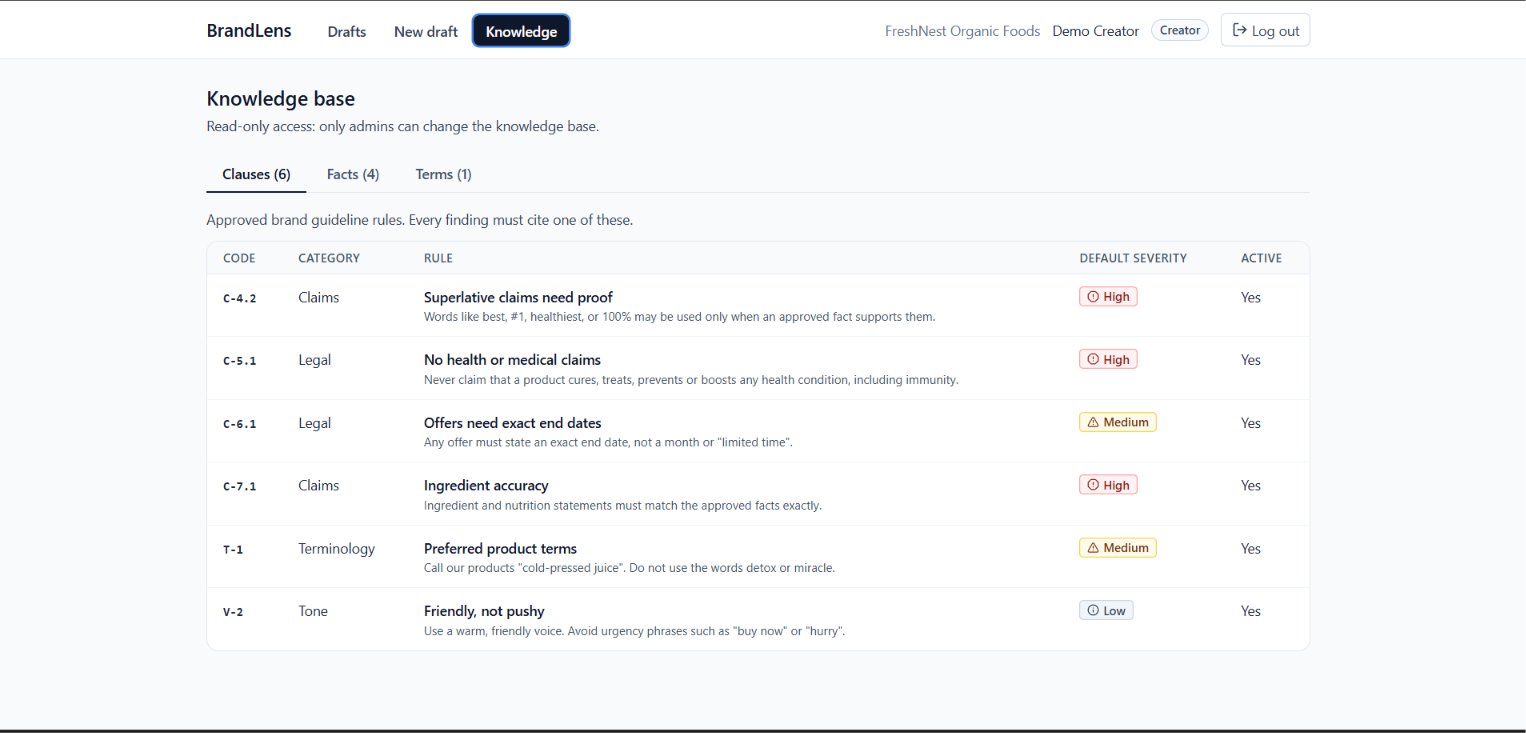 BrandLens Drafts New draft Knowledge FreshNest Organic Foods Demo Creator Creator Log out
Knowledge base
Read-only access: only admins can change the knowledge base.
Clauses (6) Facts (4) Terms (1)
Approved brand guideline rules. Every finding must cite one of these.
CODE CATEGORY RULE DEFAULT SEVERITY ACTIVE
C-4.2 Claims Superlative claims need proof High Yes
Words like best, #1, healthiest, or 100% may be used only when an approved fact supports them.
C-5.1 Legal No health or medical claims High Yes
Never claim that a product cures, treats, prevents or boosts any health condition, including immunity.
C-6.1 Legal Offers need exact end dates Medium Yes
Any offer must state an exact end date, not a month or "limited time".
C-7.1 Claims Ingredient accuracy High Yes
Ingredient and nutrition statements must match the approved facts exactly.
T-1 Terminology Preferred product terms Medium Yes
Call our products "cold-pressed juice". Do not use the words detox or miracle.
V-2 Tone Friendly, not pushy Low Yes
Use a warm, friendly voice. Avoid urgency phrases such as "buy now" or "hurry".